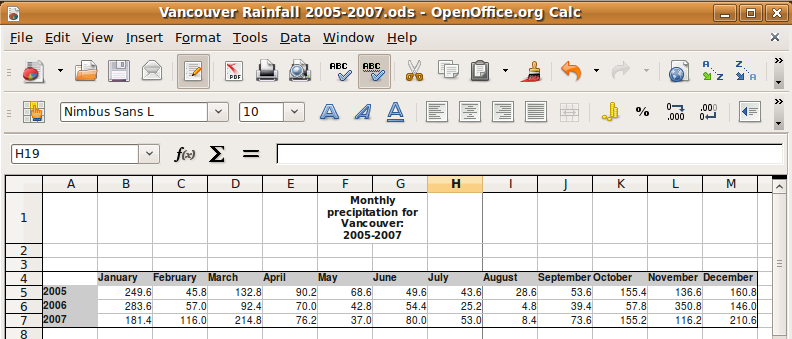 Vancouver Rainfall 2005-2007.ods - OpenOffice.org Calc
File Edit View Insert Format Tools Data Window Help
PDF ABC ABC A Z Z A
Nimbus Sans L 10 A A A % .000 .000
H19 f(x) Σ =
A B C D E F G H I J K L M
1 Monthly
precipitation for
Vancouver:
2005-2007
2
3
4 January February March April May June July August September October November December
5 2005 249.6 45.8 132.8 90.2 68.6 49.6 43.6 28.6 53.6 155.4 136.6 160.8
6 2006 283.6 57.0 92.4 70.0 42.8 54.4 25.2 4.8 39.4 57.8 350.8 146.0
7 2007 181.4 116.0 214.8 76.2 37.0 80.0 53.0 8.4 73.6 155.2 116.2 210.6
8